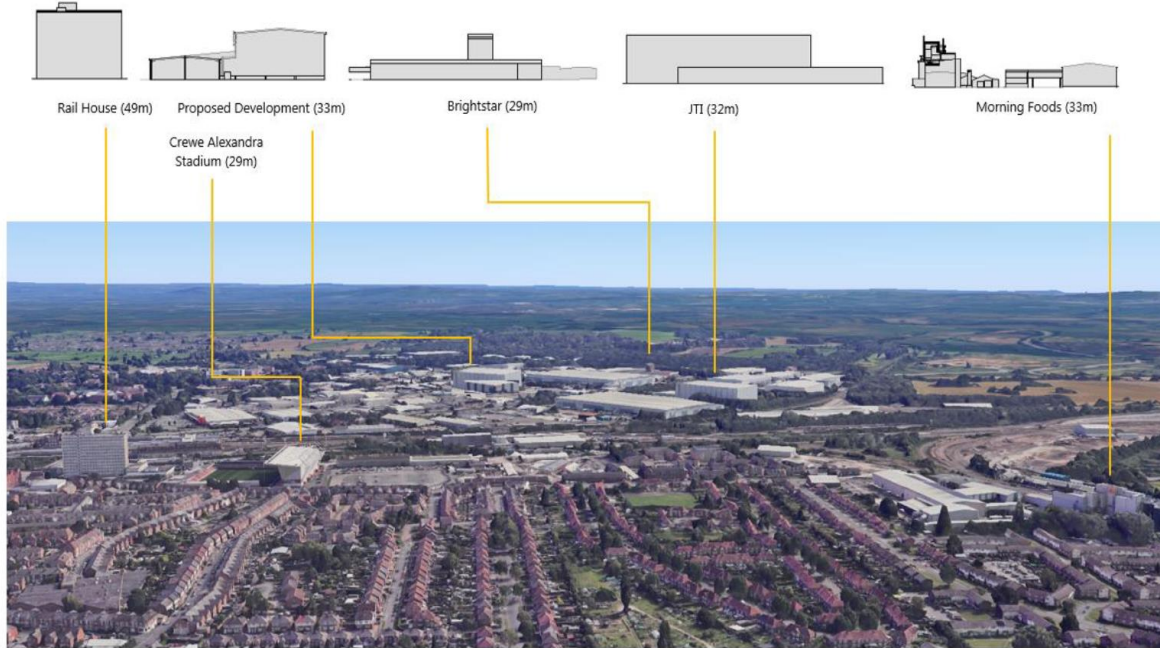 Rail House (49m)
Proposed Development (33m)
Brightstar (29m)
JTI (32m)
Morning Foods (33m)
Crewe Alexandra
Stadium (29m)